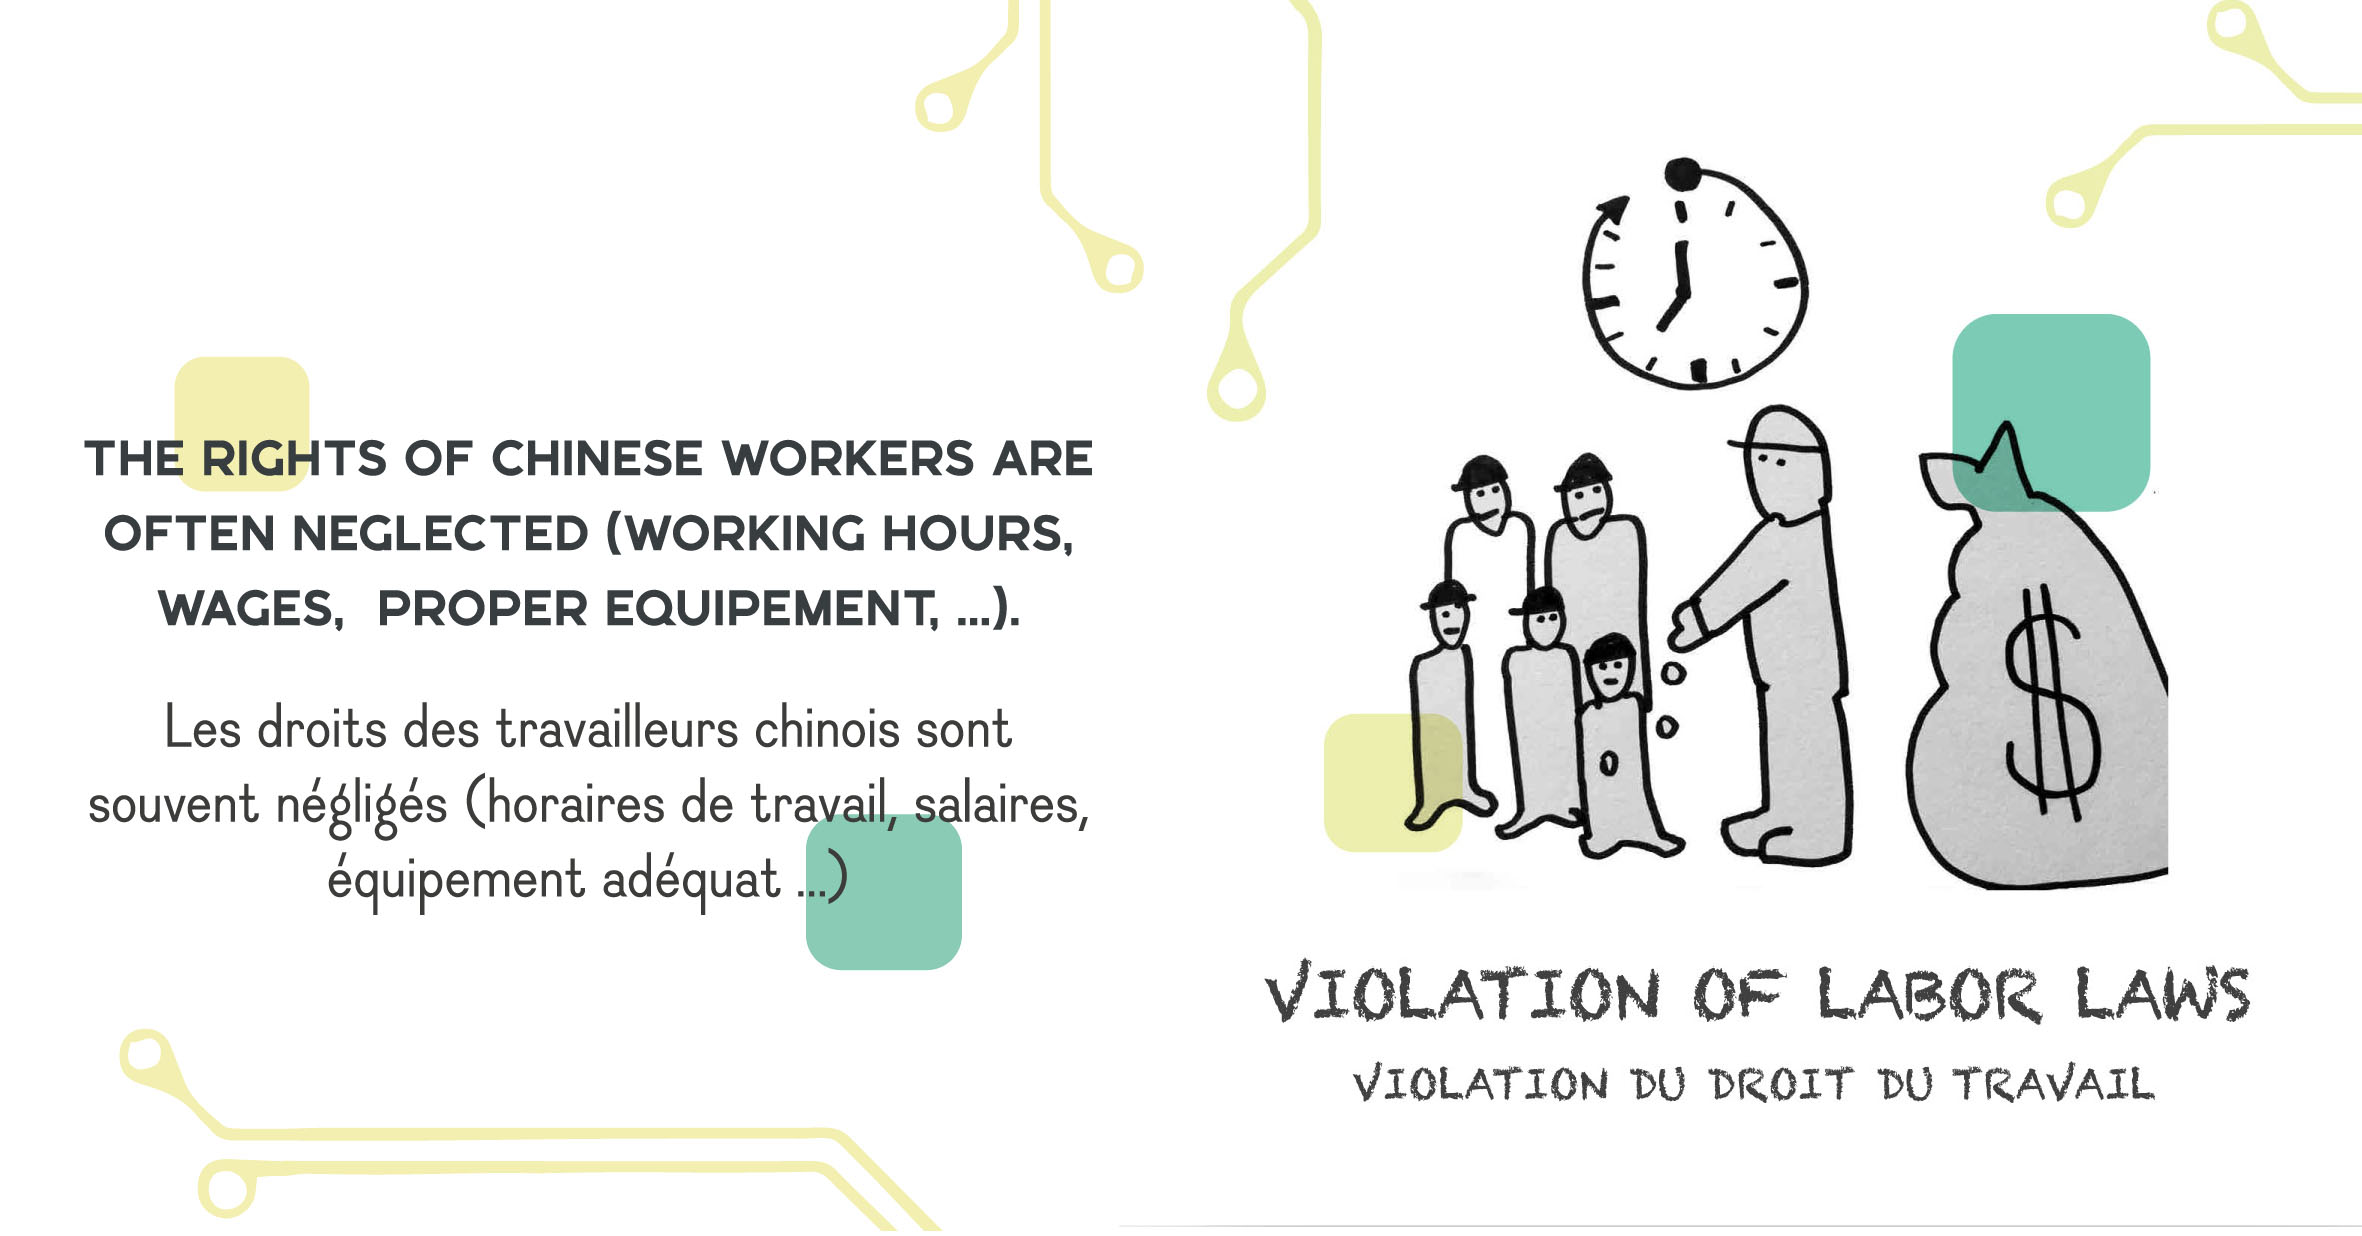 THE RIGHTS OF CHINESE WORKERS ARE
OFTEN NEGLECTED (WORKING HOURS,
WAGES, PROPER EQUIPEMENT, ...).
Les droits des travailleurs chinois sont
souvent négligés (horaires de travail, salaires,
équipement adéquat ...)
$
VIOLATION OF LABOR LAWS
VIOLATION DU DROIT DU TRAVAIL